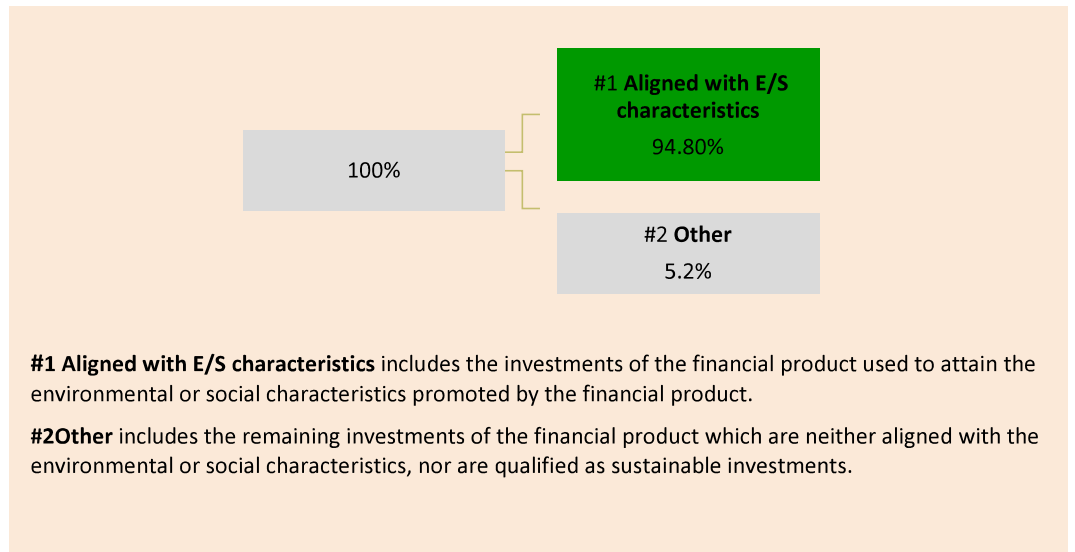 #1 Aligned with E/S
characteristics
94.80%
100%
#2 Other
5.2%
#1 Aligned with E/S characteristics includes the investments of the financial product used to attain the
environmental or social characteristics promoted by the financial product.
#2Other includes the remaining investments of the financial product which are neither aligned with the
environmental or social characteristics, nor are qualified as sustainable investments.